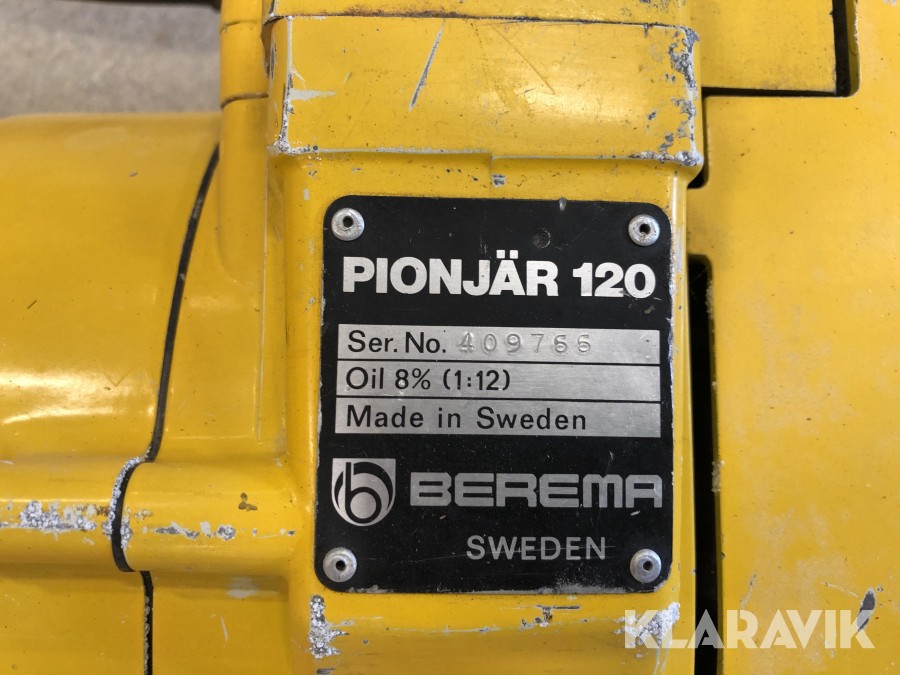 PIONJÄR 120
Ser. No. 409766
Oil 8% (1:12)
Made in Sweden
b BEREMA
SWEDEN
KLARAVIK